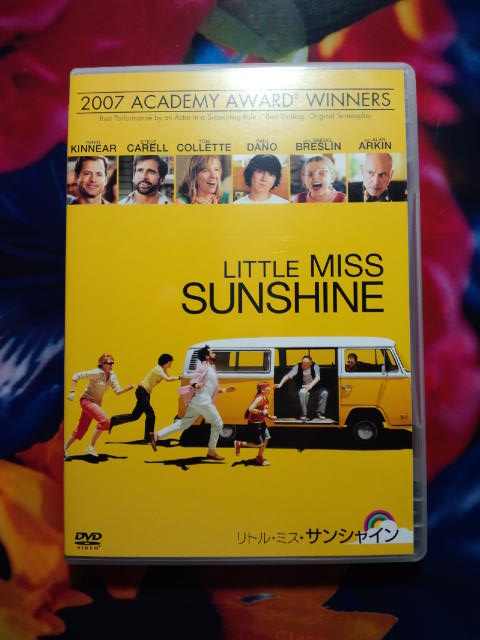 2007 ACADEMY AWARD® WINNERS
Best Performance by an Actor in a Supporting Role / Best Writing, Original Screenplay
KINNEAR CARELL COLLETTE PAUL DANO BRESLIN ALAN ARKIN
LITTLE MISS
SUNSHINE
DVD
VIDEO
リトル・ミス・サンシャイン